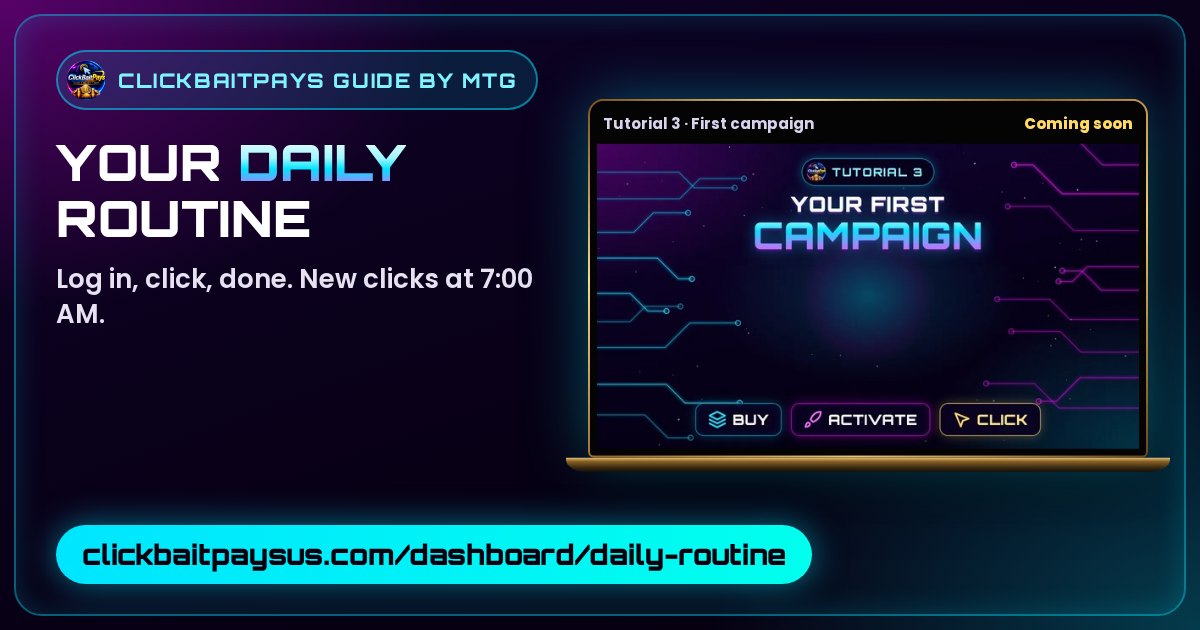 CLICKBAITPAYS GUIDE BY MTG
YOUR DAILY
ROUTINE
Log in, click, done. New clicks at 7:00
AM.
Tutorial 3 · First campaign
Coming soon
TUTORIAL 3
YOUR FIRST
CAMPAIGN
BUY
ACTIVATE
CLICK
clickbaitpaysus.com/dashboard/daily-routine